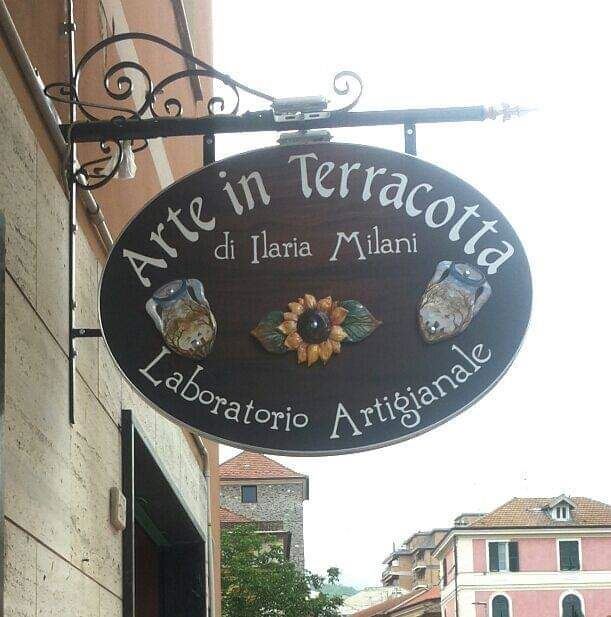 Arte in Terracotta
di Ilaria Milani
Laboratorio Artigianale